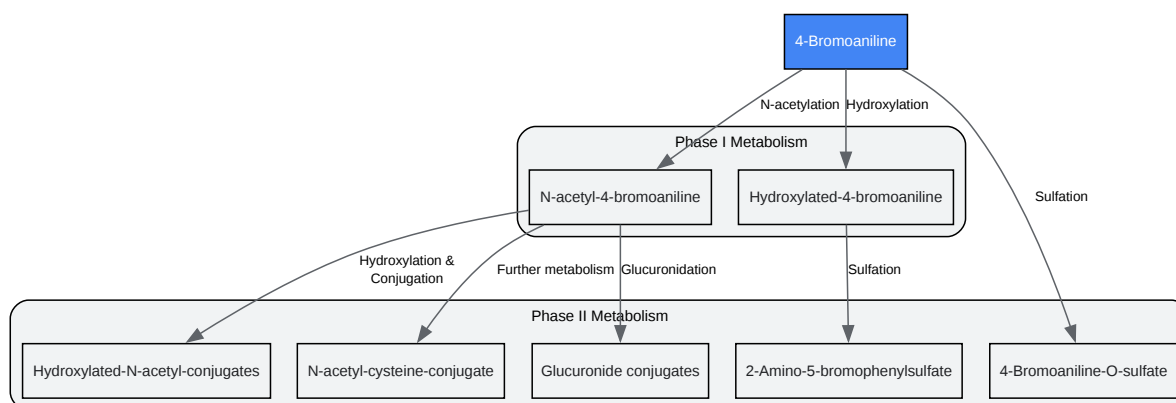 4-Bromoaniline
N-acetylation
Hydroxylation
Phase I Metabolism
N-acetyl-4-bromoaniline
Hydroxylated-4-bromoaniline
Sulfation
Hydroxylation &
Conjugation
Further metabolism
Glucuronidation
Sulfation
Phase II Metabolism
Hydroxylated-N-acetyl-conjugates
N-acetyl-cysteine-conjugate
Glucuronide conjugates
2-Amino-5-bromophenylsulfate
4-Bromoaniline-O-sulfate